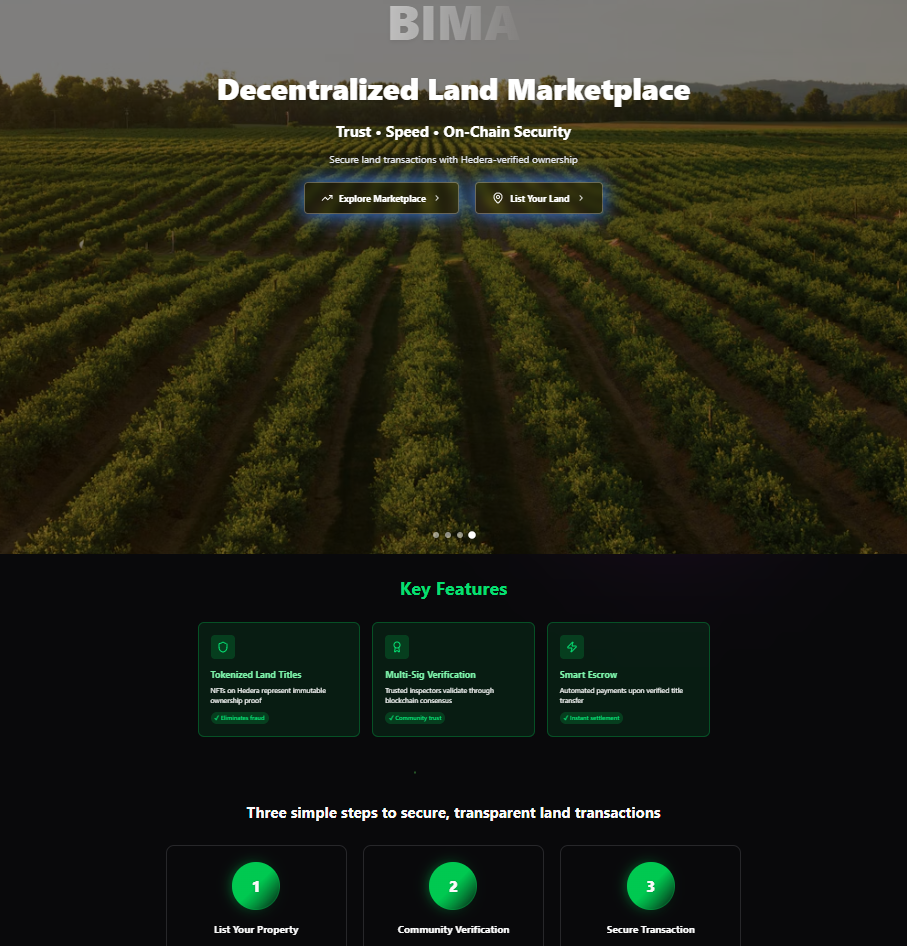 BIMA
Decentralized Land Marketplace
Trust • Speed • On-Chain Security
Secure land transactions with Hedera-verified ownership
Explore Marketplace
List Your Land
Key Features
Tokenized Land Titles
NFTs on Hedera represent immutable
ownership proof
✓ Eliminates fraud
Multi-Sig Verification
Trusted inspectors validate through
blockchain consensus
✓ Community trust
Smart Escrow
Automated payments upon verified title
transfer
✓ Instant settlement
Three simple steps to secure, transparent land transactions
1
List Your Property
2
Community Verification
3
Secure Transaction